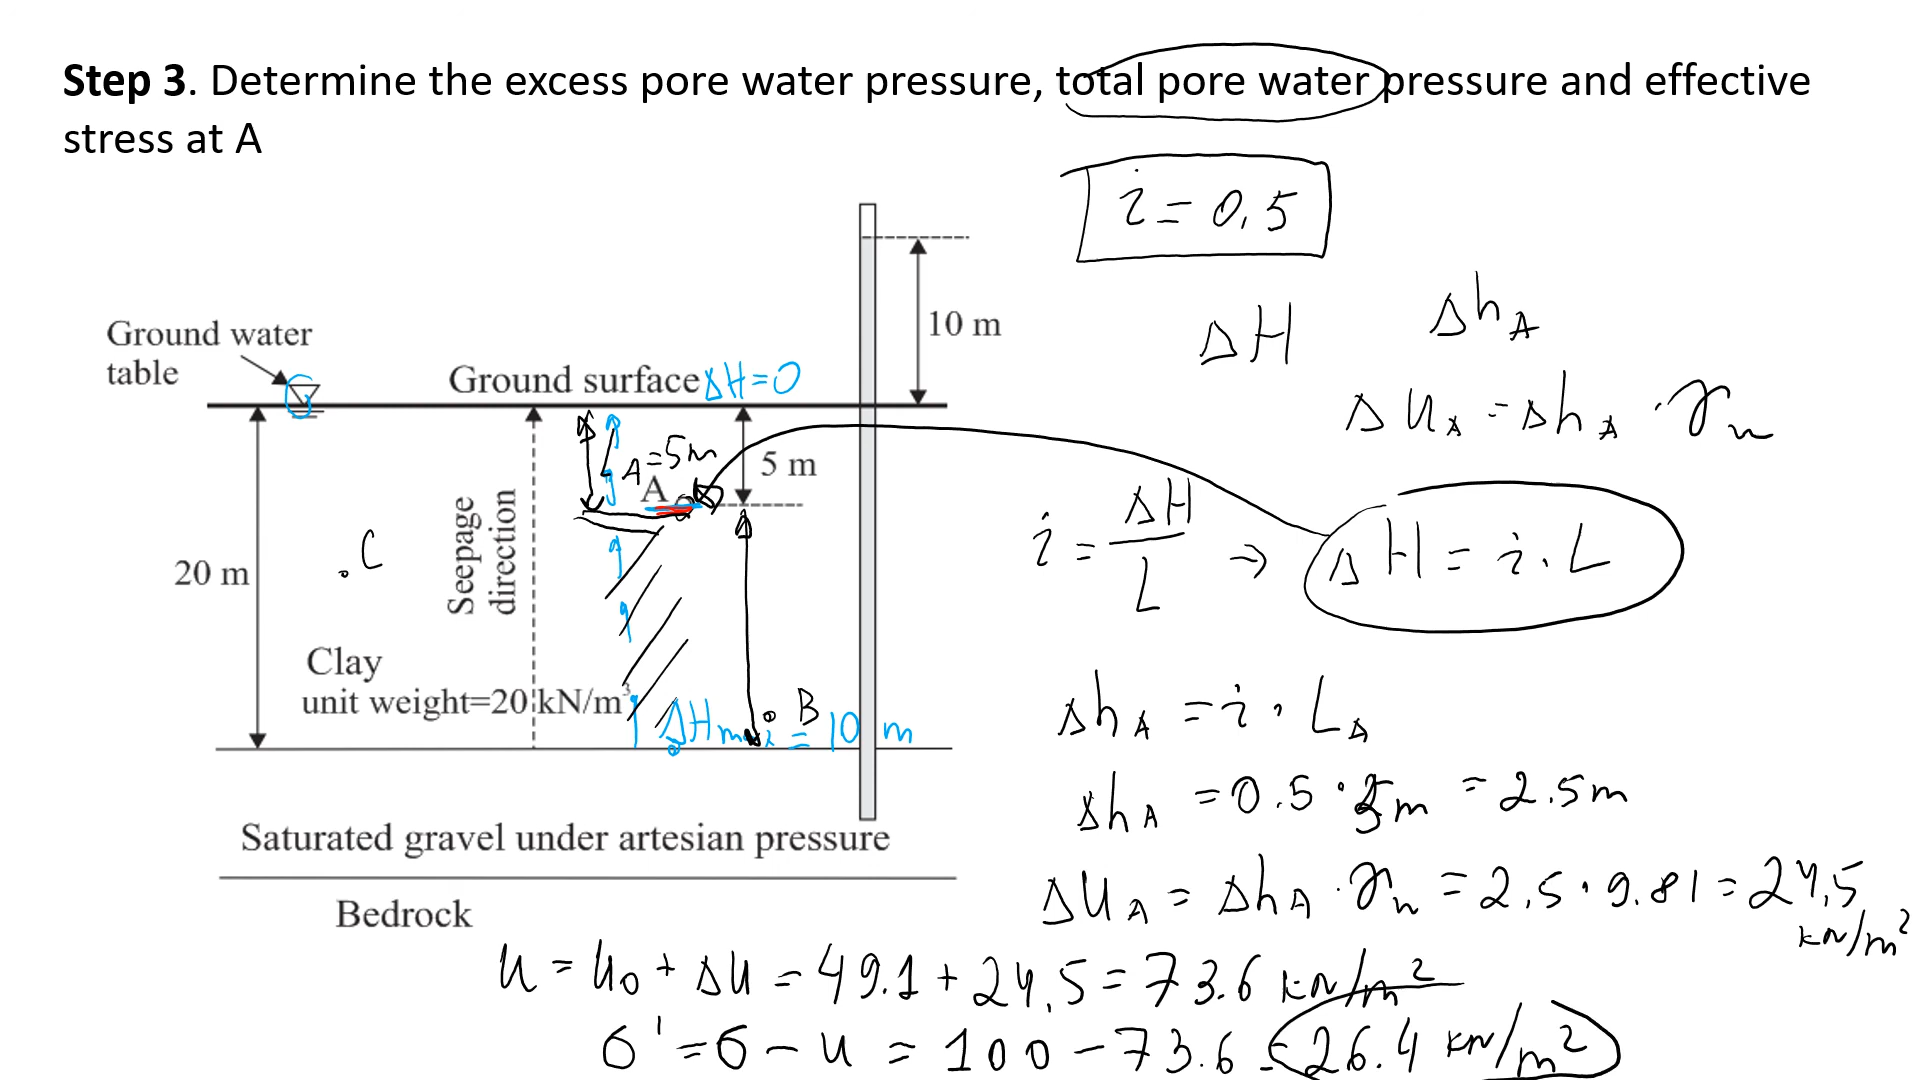 Step 3. Determine the excess pore water pressure, total pore water pressure and effective
stress at A
i = 0,5
10 m
Ground water
table
Ground surface ΔH=0
ΔH
Δh_A
Δu_A = Δh_A · γ_w
L_A=5m
5 m
A
Seepage
direction
C
20 m
i = ΔH/L ⇒ ΔH = i · L
Clay
unit weight=20 kN/m³
B
ΔH = 10 m
Δh_A = i · L_A
Δh_A = 0.5 · 5m = 2.5m
Saturated gravel under artesian pressure
Δu_A = Δh_A · γ_w = 2,5 · 9.81 = 24,5
kN/m²
Bedrock
u = u₀ + Δu = 49.1 + 24,5 = 73.6 kN/m²
σ' = σ - u = 100 - 73.6 = 26.4 kN/m²